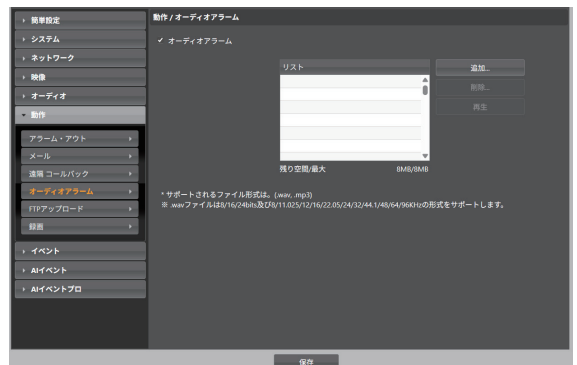 簡単設定
システム
ネットワーク
映像
オーディオ
動作
アラーム・アウト
メール
遠隔 コールバック
オーディオアラーム
FTPアップロード
録画
イベント
AIイベント
AIイベントプロ
動作 / オーディオアラーム
オーディオアラーム
リスト
追加...
削除...
再生
残り空間/最大 8MB/8MB
* サポートされるファイル形式は。(.wav, .mp3)
※ .wavファイルは8/16/24bits及び8/11.025/12/16/22.05/24/32/44.1/48/64/96KHzの形式をサポートします。
保存